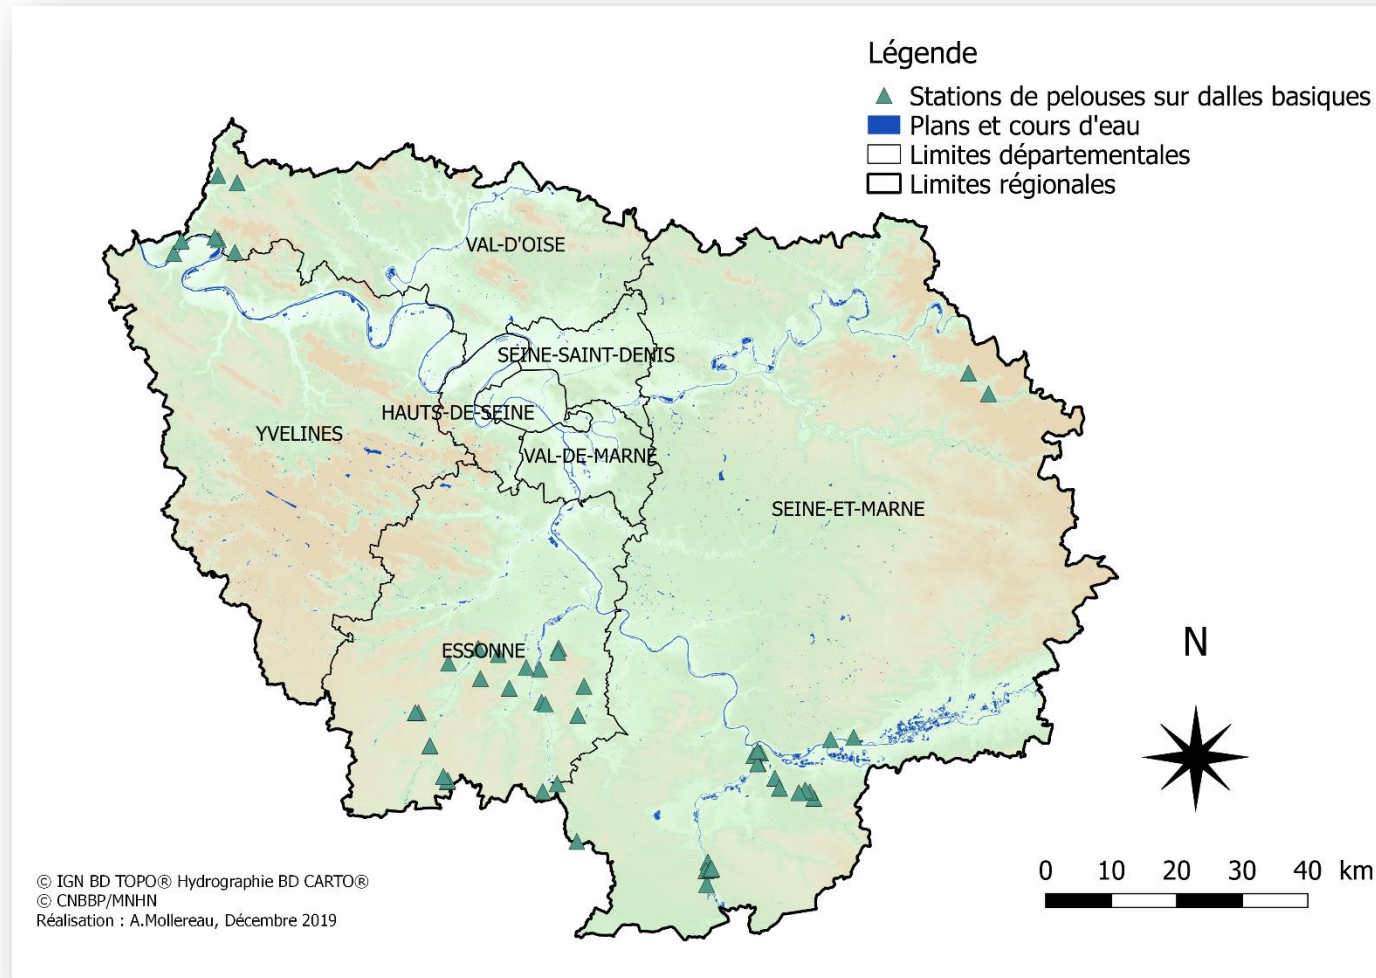 Légende
Stations de pelouses sur dalles basiques
Plans et cours d'eau
Limites départementales
Limites régionales
VAL-D'OISE
SEINE-SAINT-DENIS
HAUTS-DE-SEINE
YVELINES
VAL-DE-MARNE
SEINE-ET-MARNE
ESSONNE
N
0 10 20 30 40 km
© IGN BD TOPO® Hydrographie BD CARTO®
© CNBBP/MNHN
Réalisation : A.Mollereau, Décembre 2019